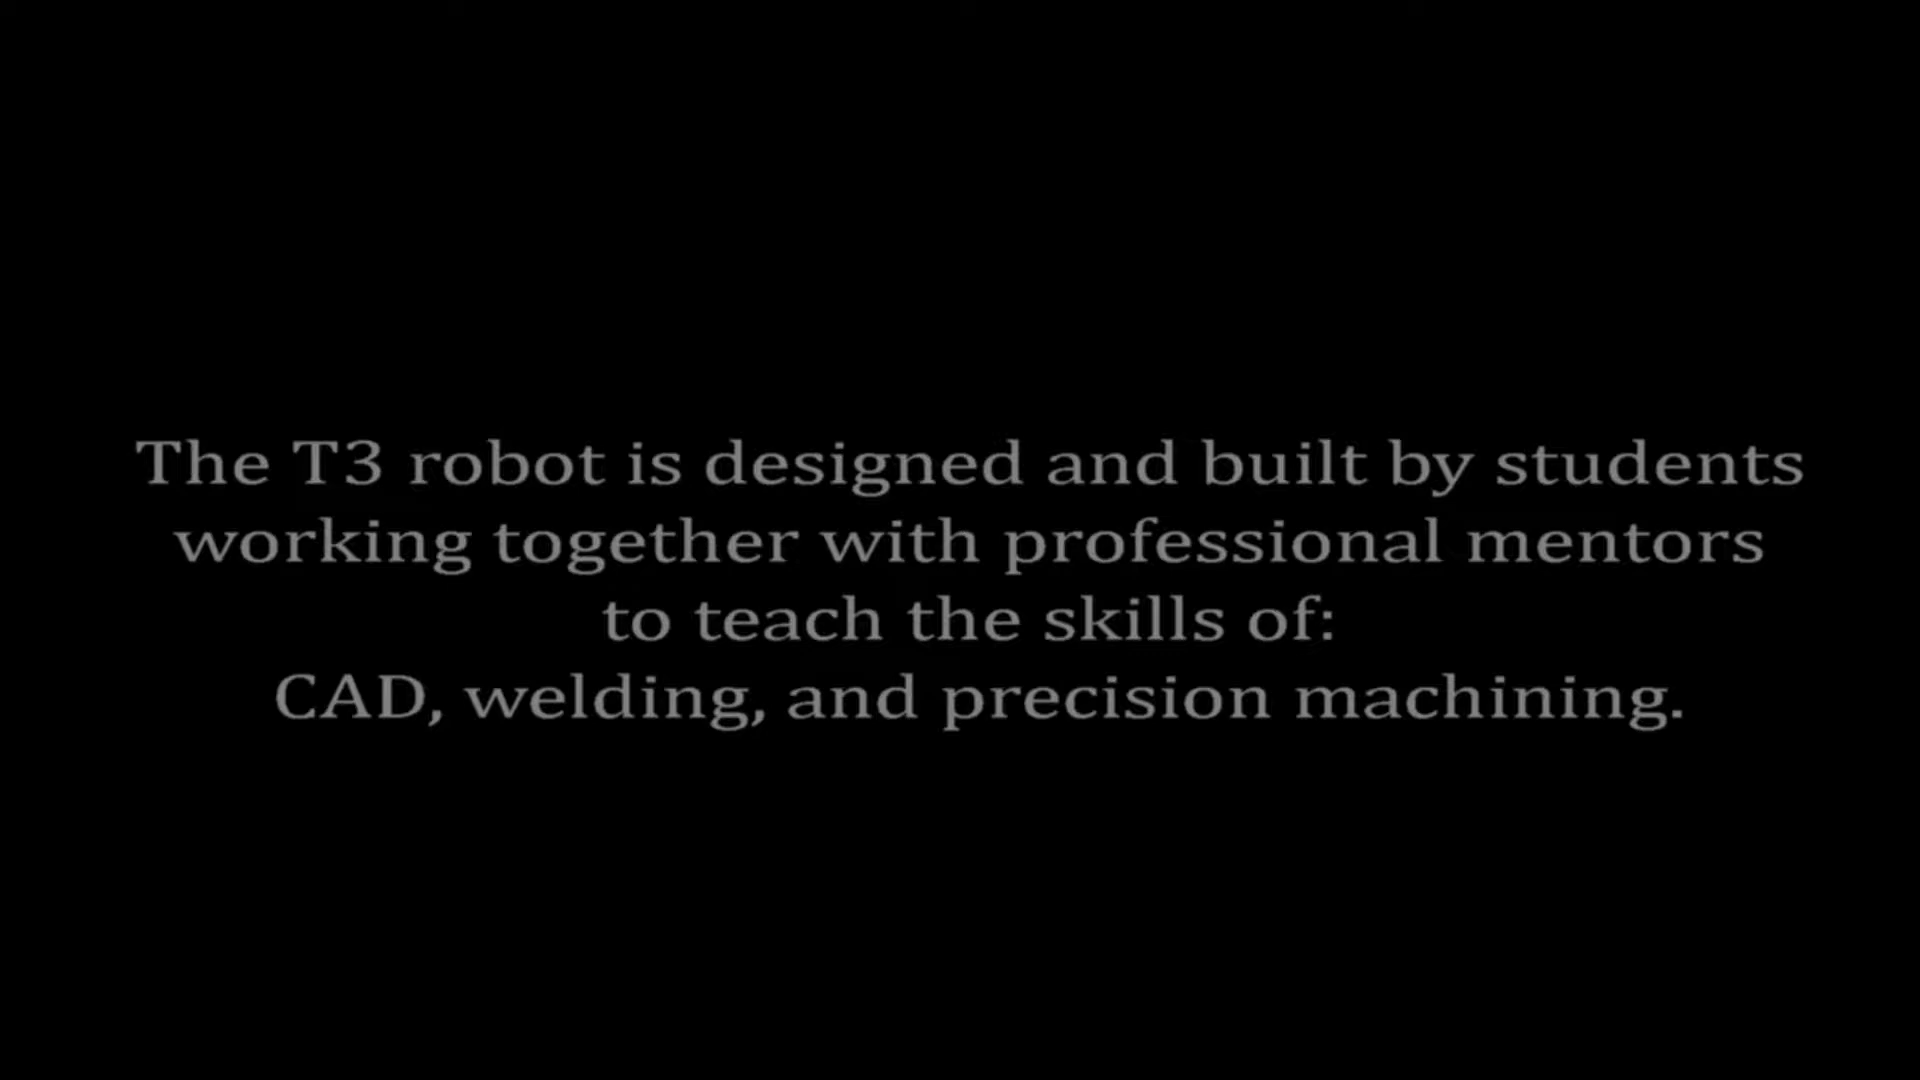 The T3 robot is designed and built by students
working together with professional mentors
to teach the skills of:
CAD, welding, and precision machining.